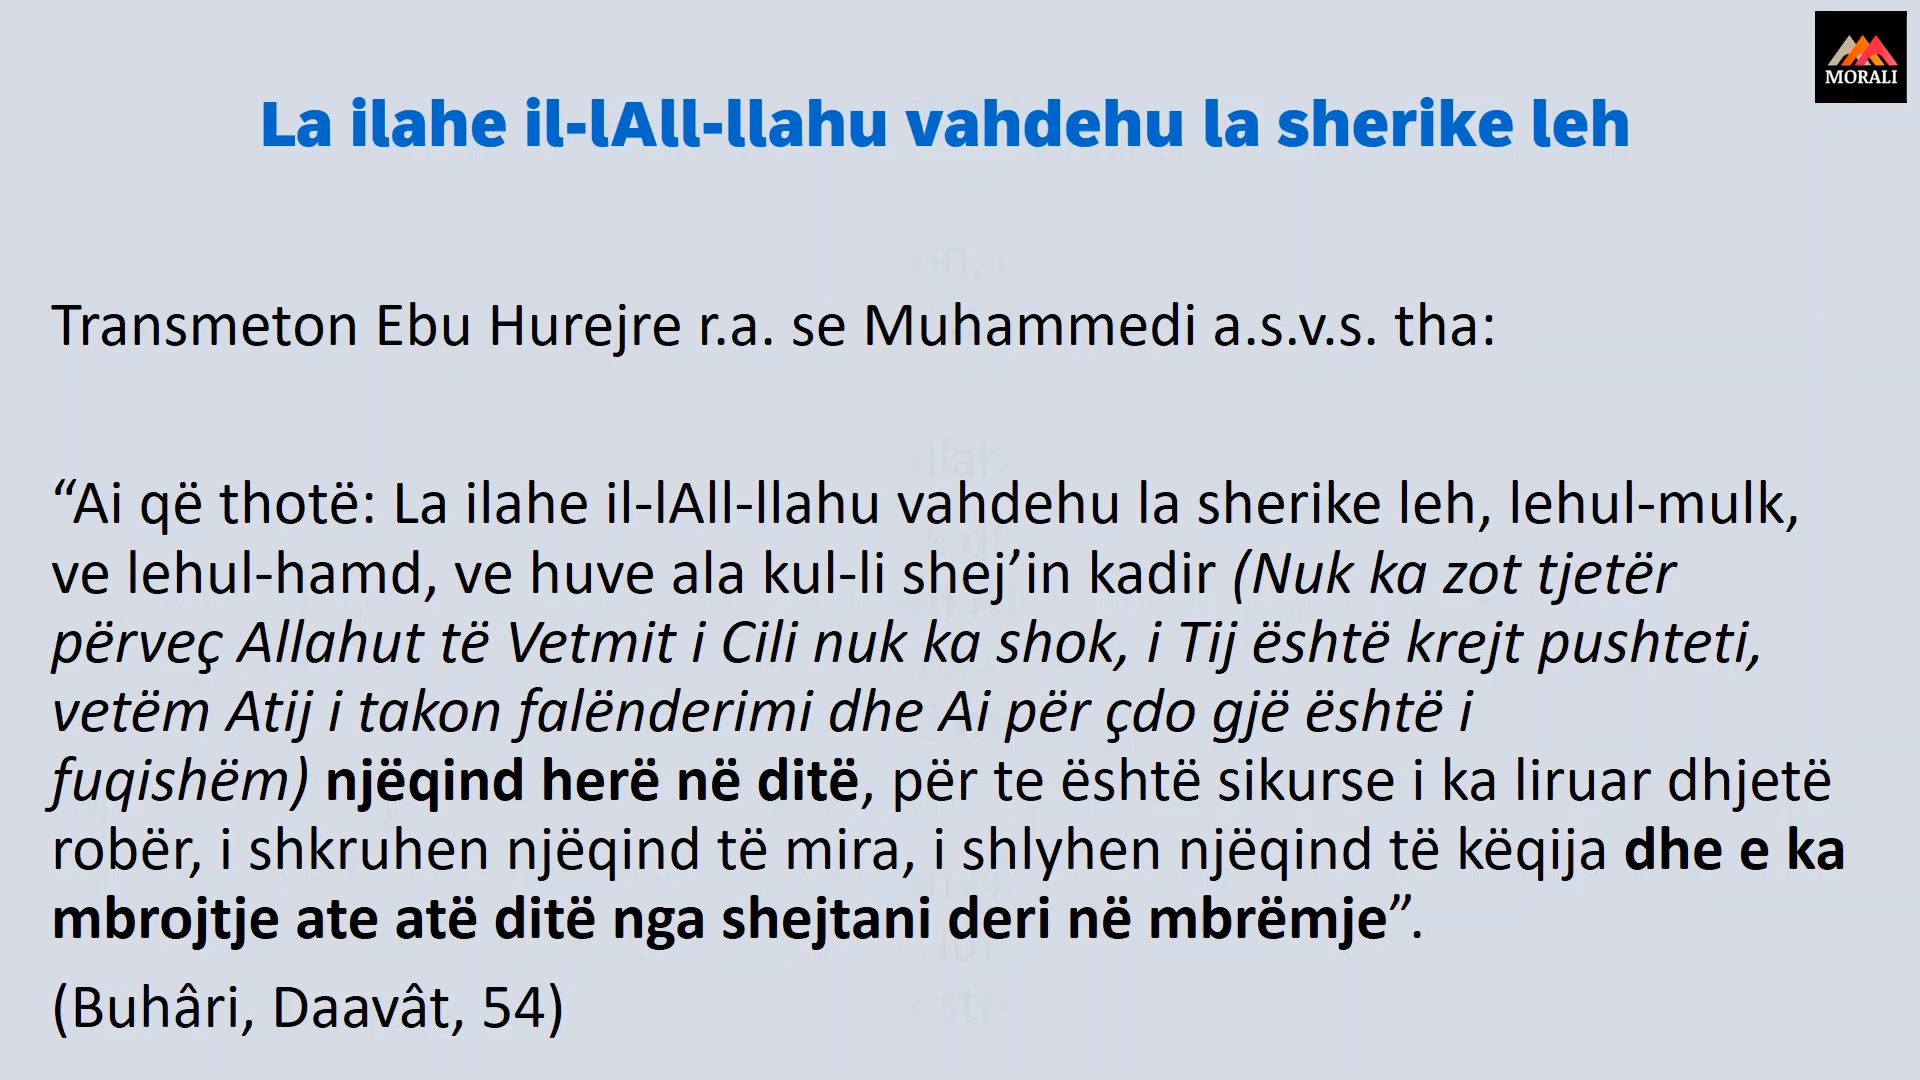 MORALI
La ilahe il-lAll-llahu vahdehu la sherike leh
Transmeton Ebu Hurejre r.a. se Muhammedi a.s.v.s. tha:
“Ai që thotë: La ilahe il-lAll-llahu vahdehu la sherike leh, lehul-mulk,
ve lehul-hamd, ve huve ala kul-li shej’in kadir (Nuk ka zot tjetër
përveç Allahut të Vetmit i Cili nuk ka shok, i Tij është krejt pushteti,
vetëm Atij i takon falënderimi dhe Ai për çdo gjë është i
fuqishëm) njëqind herë në ditë, për te është sikurse i ka liruar dhjetë
robër, i shkruhen njëqind të mira, i shlyhen njëqind të këqija dhe e ka
mbrojtje ate atë ditë nga shejtani deri në mbrëmje”.
(Buhâri, Daavât, 54)